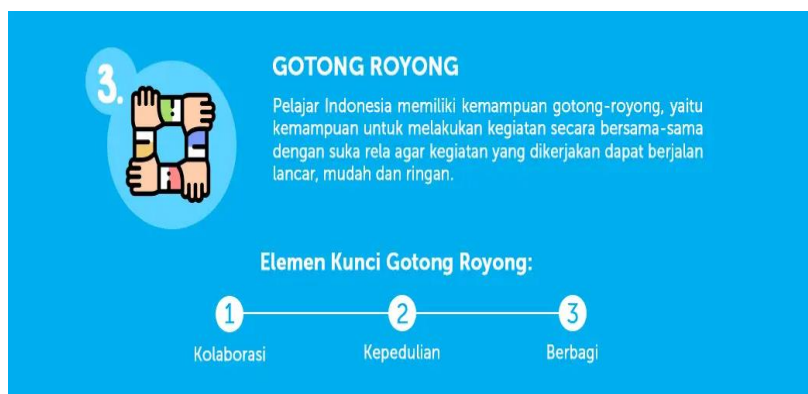 3.
GOTONG ROYONG
Pelajar Indonesia memiliki kemampuan gotong-royong, yaitu
kemampuan untuk melakukan kegiatan secara bersama-sama
dengan suka rela agar kegiatan yang dikerjakan dapat berjalan
lancar, mudah dan ringan.
Elemen Kunci Gotong Royong:
1 2 3
Kolaborasi Kepedulian Berbagi